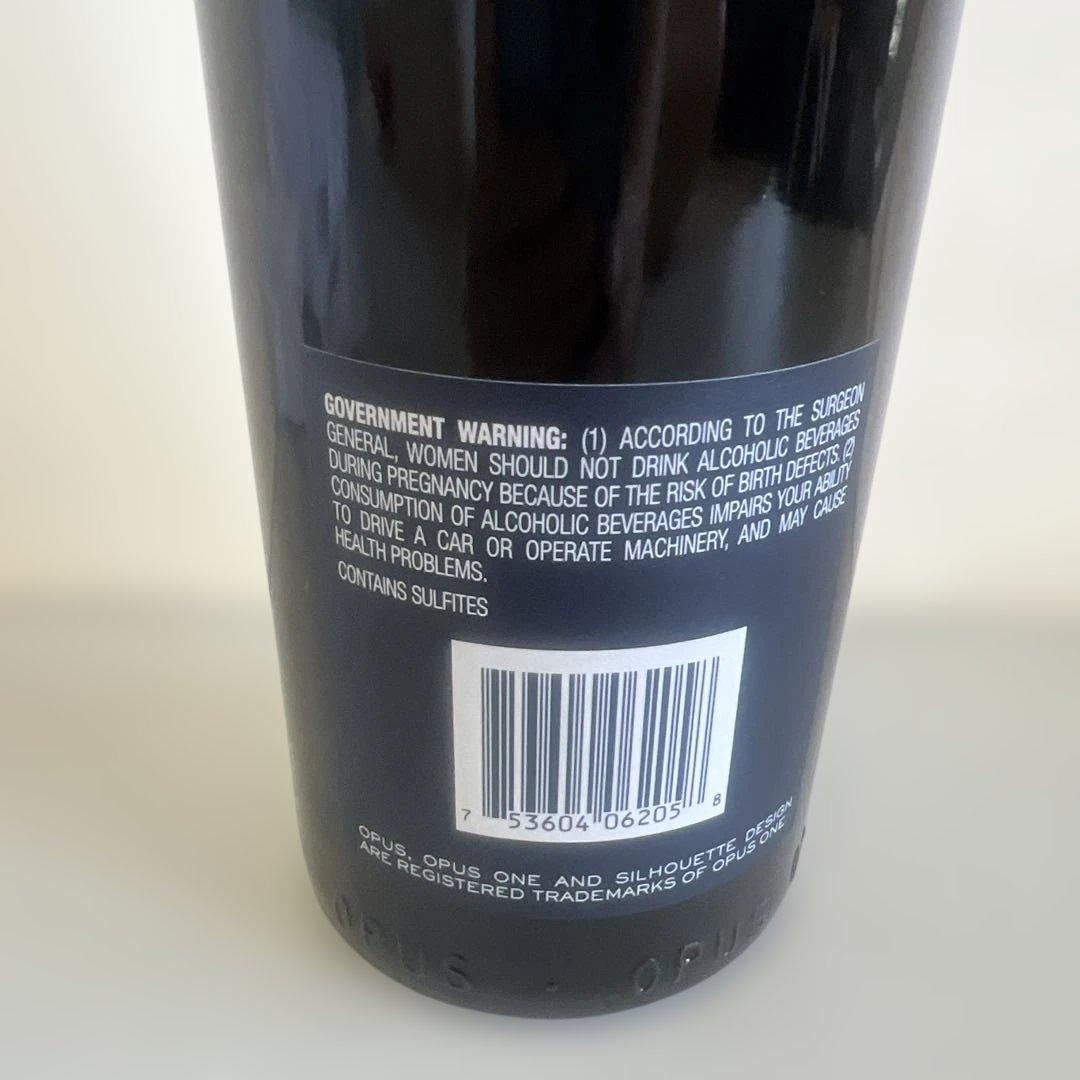 GOVERNMENT WARNING: (1) ACCORDING TO THE SURGEON
GENERAL, WOMEN SHOULD NOT DRINK ALCOHOLIC BEVERAGES
DURING PREGNANCY BECAUSE OF THE RISK OF BIRTH DEFECTS. (2)
CONSUMPTION OF ALCOHOLIC BEVERAGES IMPAIRS YOUR ABILITY
TO DRIVE A CAR OR OPERATE MACHINERY, AND MAY CAUSE
HEALTH PROBLEMS.
CONTAINS SULFITES
7 53604 06205 8
OPUS, OPUS ONE AND SILHOUETTE DESIGN
ARE REGISTERED TRADEMARKS OF OPUS ONE
OPUS · OPUS